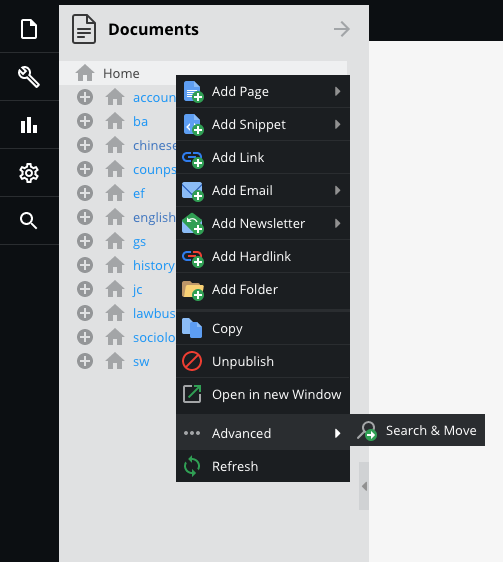 Documents
Home
accoun
Add Page
ba
Add Snippet
chinese
Add Link
counps
ef
Add Email
english
Add Newsletter
gs
Add Hardlink
history
jc
Add Folder
lawbus
Copy
sociolo
sw
Unpublish
Open in new Window
Advanced
Search & Move
Refresh